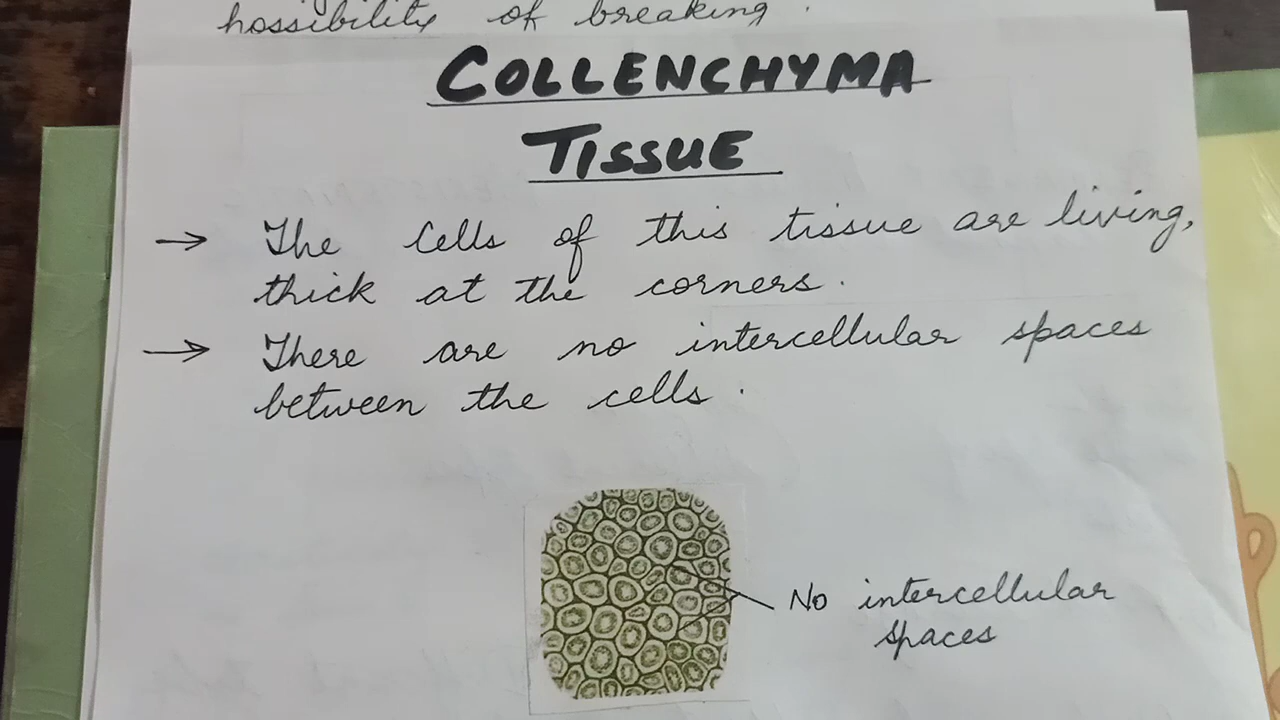 hossibility of breaking.
COLLENCHYMA
TISSUE
→ The Cells of this tissue are living,
thick at the corners.
→ There are no intercellular spaces
between the cells.
No intercellular
spaces